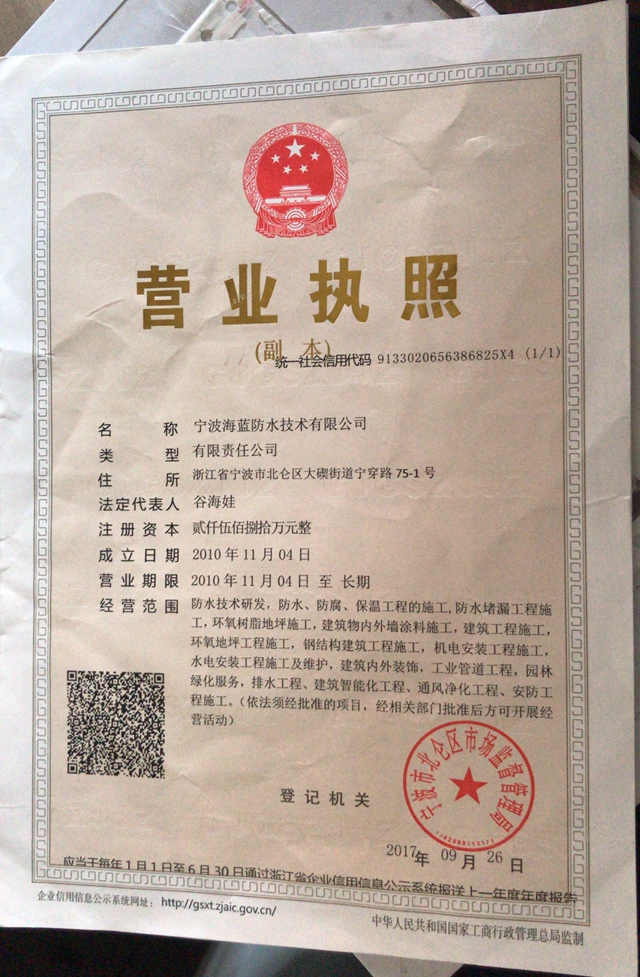 营业执照
(副 本)
统一社会信用代码 9133020656386825X4 (1/1)
名 称 宁波海蓝防水技术有限公司
类 型 有限责任公司
住 所 浙江省宁波市北仑区大碶街道宁穿路 75-1 号
法定代表人 谷海娃
注 册 资 本 贰仟伍佰捌拾万元整
成 立 日 期 2010 年 11 月 04 日
营 业 期 限 2010 年 11 月 04 日 至 长期
经 营 范 围 防水技术研发，防水、防腐、保温工程的施工,防水堵漏工程施
工，环氧树脂地坪施工，建筑物内外墙涂料施工，建筑工程施工，
环氧地坪工程施工，钢结构建筑工程施工，机电安装工程施工，
水电安装工程施工及维护，建筑内外装饰，工业管道工程，园林
绿化服务，排水工程、建筑智能化工程、通风净化工程、安防工
程施工。（依法须经批准的项目，经相关部门批准后方可开展经
营活动）
登 记 机 关
宁波市北仑区市场监督管理局
2017年 09 月 26 日
应当于每年 1 月 1 日至 6 月 30 日通过浙江省企业信用信息公示系统报送上一年度年度报告
企业信用信息公示系统网址：http://gsxt.zjaic.gov.cn/
中华人民共和国国家工商行政管理总局监制